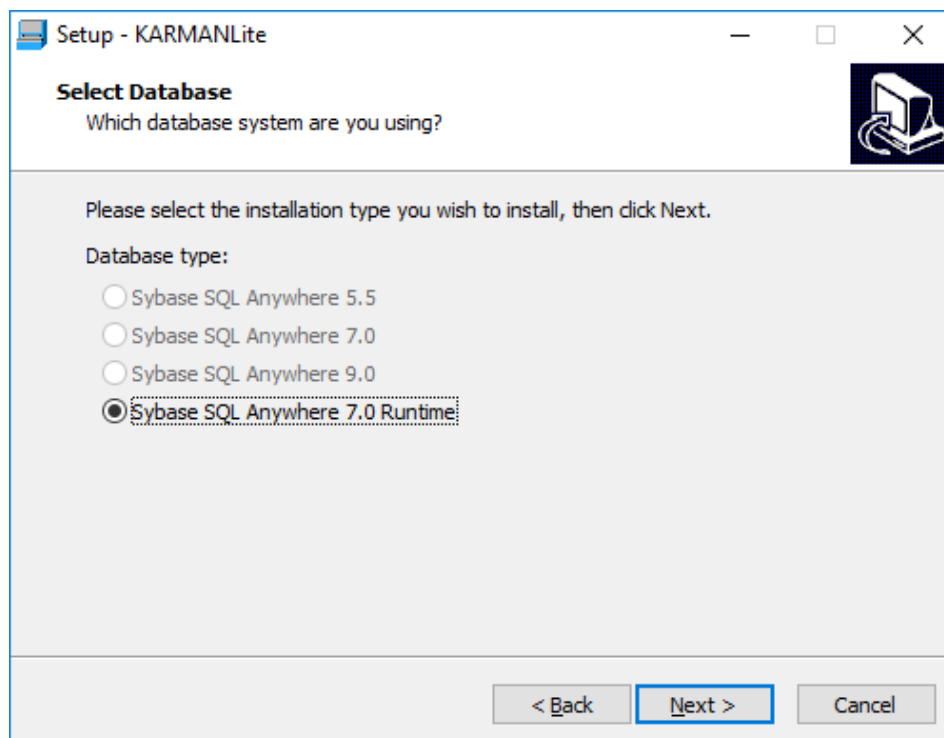 Setup - KARMANLite
Select Database
Which database system are you using?
Please select the installation type you wish to install, then click Next.
Database type:
Sybase SQL Anywhere 5.5
Sybase SQL Anywhere 7.0
Sybase SQL Anywhere 9.0
Sybase SQL Anywhere 7.0 Runtime
< Back Next > Cancel